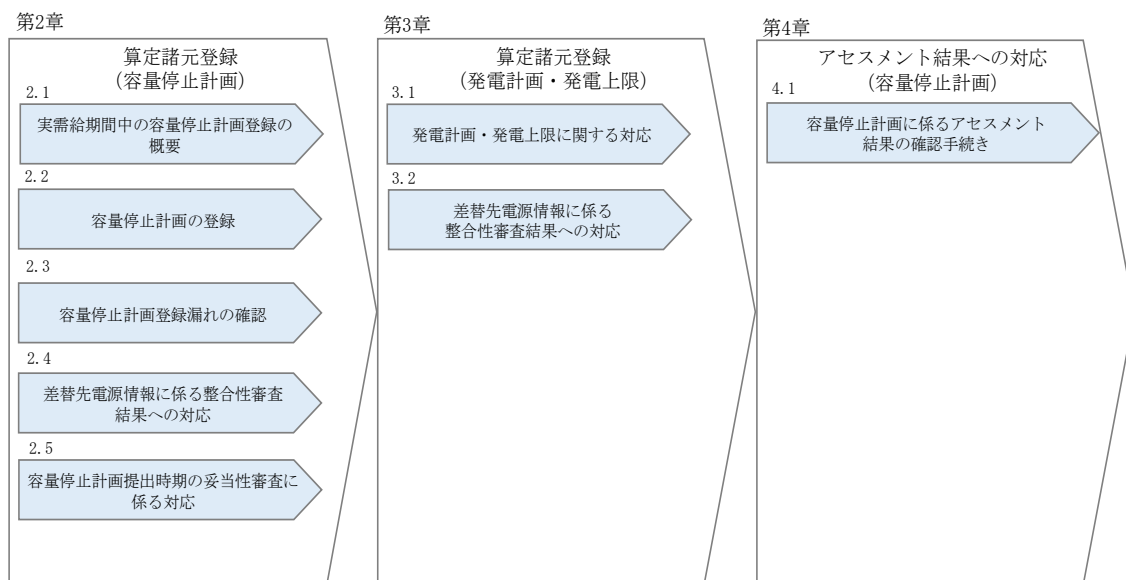 第2章
算定諸元登録
(容量停止計画)
2.1
実需給期間中の容量停止計画登録の
概要
2.2
容量停止計画の登録
2.3
容量停止計画登録漏れの確認
2.4
差替先電源情報に係る整合性審査
結果への対応
2.5
容量停止計画提出時期の妥当性審査に
係る対応
第3章
算定諸元登録
(発電計画・発電上限)
3.1
発電計画・発電上限に関する対応
3.2
差替先電源情報に係る
整合性審査結果への対応
第4章
アセスメント結果への対応
(容量停止計画)
4.1
容量停止計画に係るアセスメント
結果の確認手続き